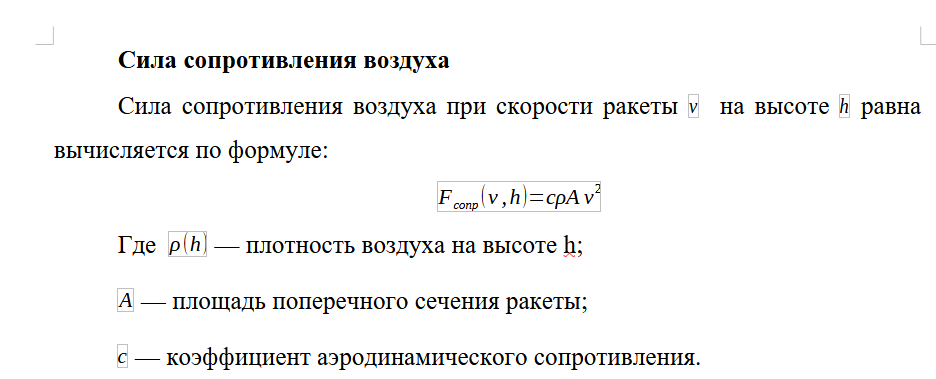 Сила сопротивления воздуха
Сила сопротивления воздуха при скорости ракеты v на высоте h равна
вычисляется по формуле:
F_сопр(v,h)=cρAv²
Где ρ(h) — плотность воздуха на высоте h;
A — площадь поперечного сечения ракеты;
c — коэффициент аэродинамического сопротивления.